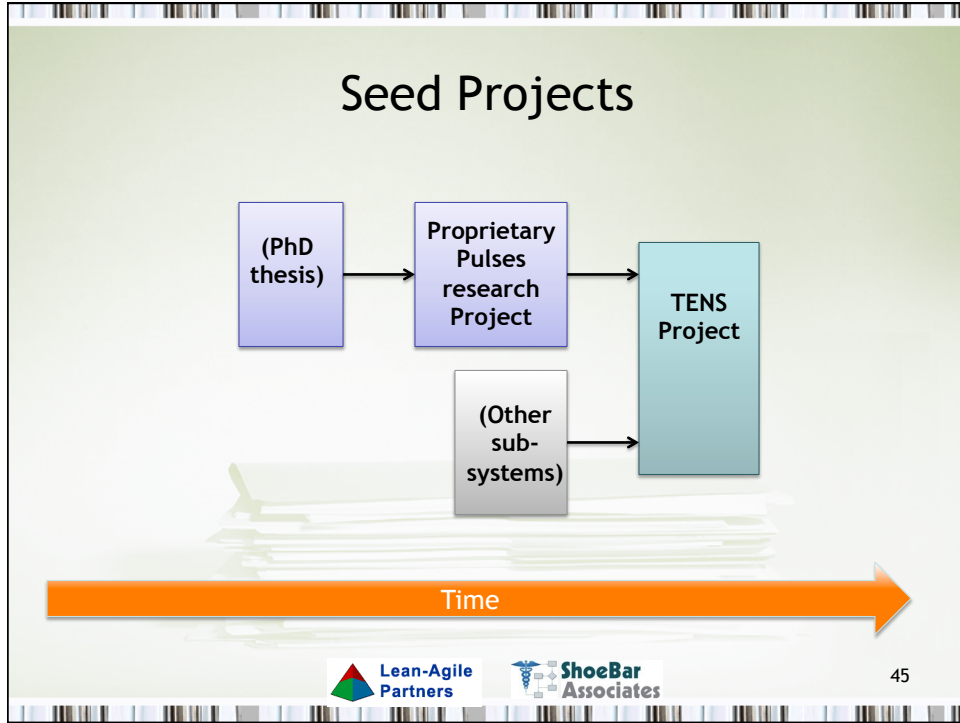 Seed Projects
(PhD
thesis)
Proprietary
Pulses
research
Project
TENS
Project
(Other
sub-
systems)
Time
Lean-Agile
Partners
ShoeBar
Associates
45